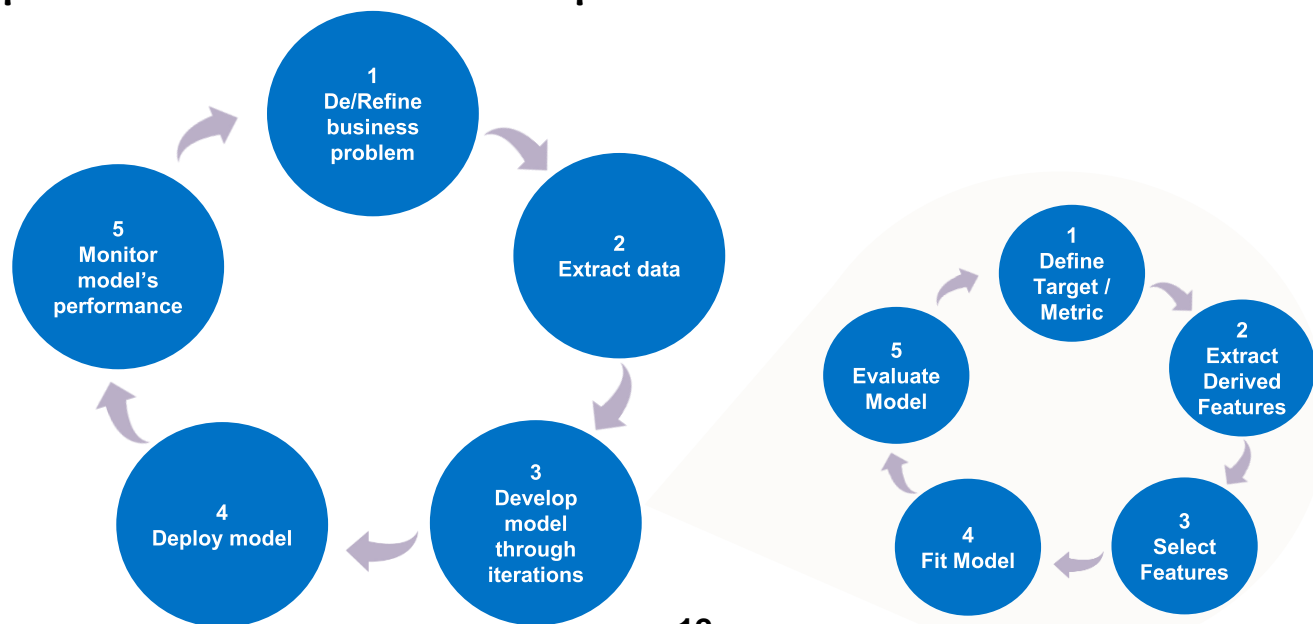 1
De/Refine
business
problem
2
Extract data
3
Develop
model
through
iterations
4
Deploy model
5
Monitor
model’s
performance
1
Define
Target /
Metric
2
Extract
Derived
Features
3
Select
Features
4
Fit Model
5
Evaluate
Model